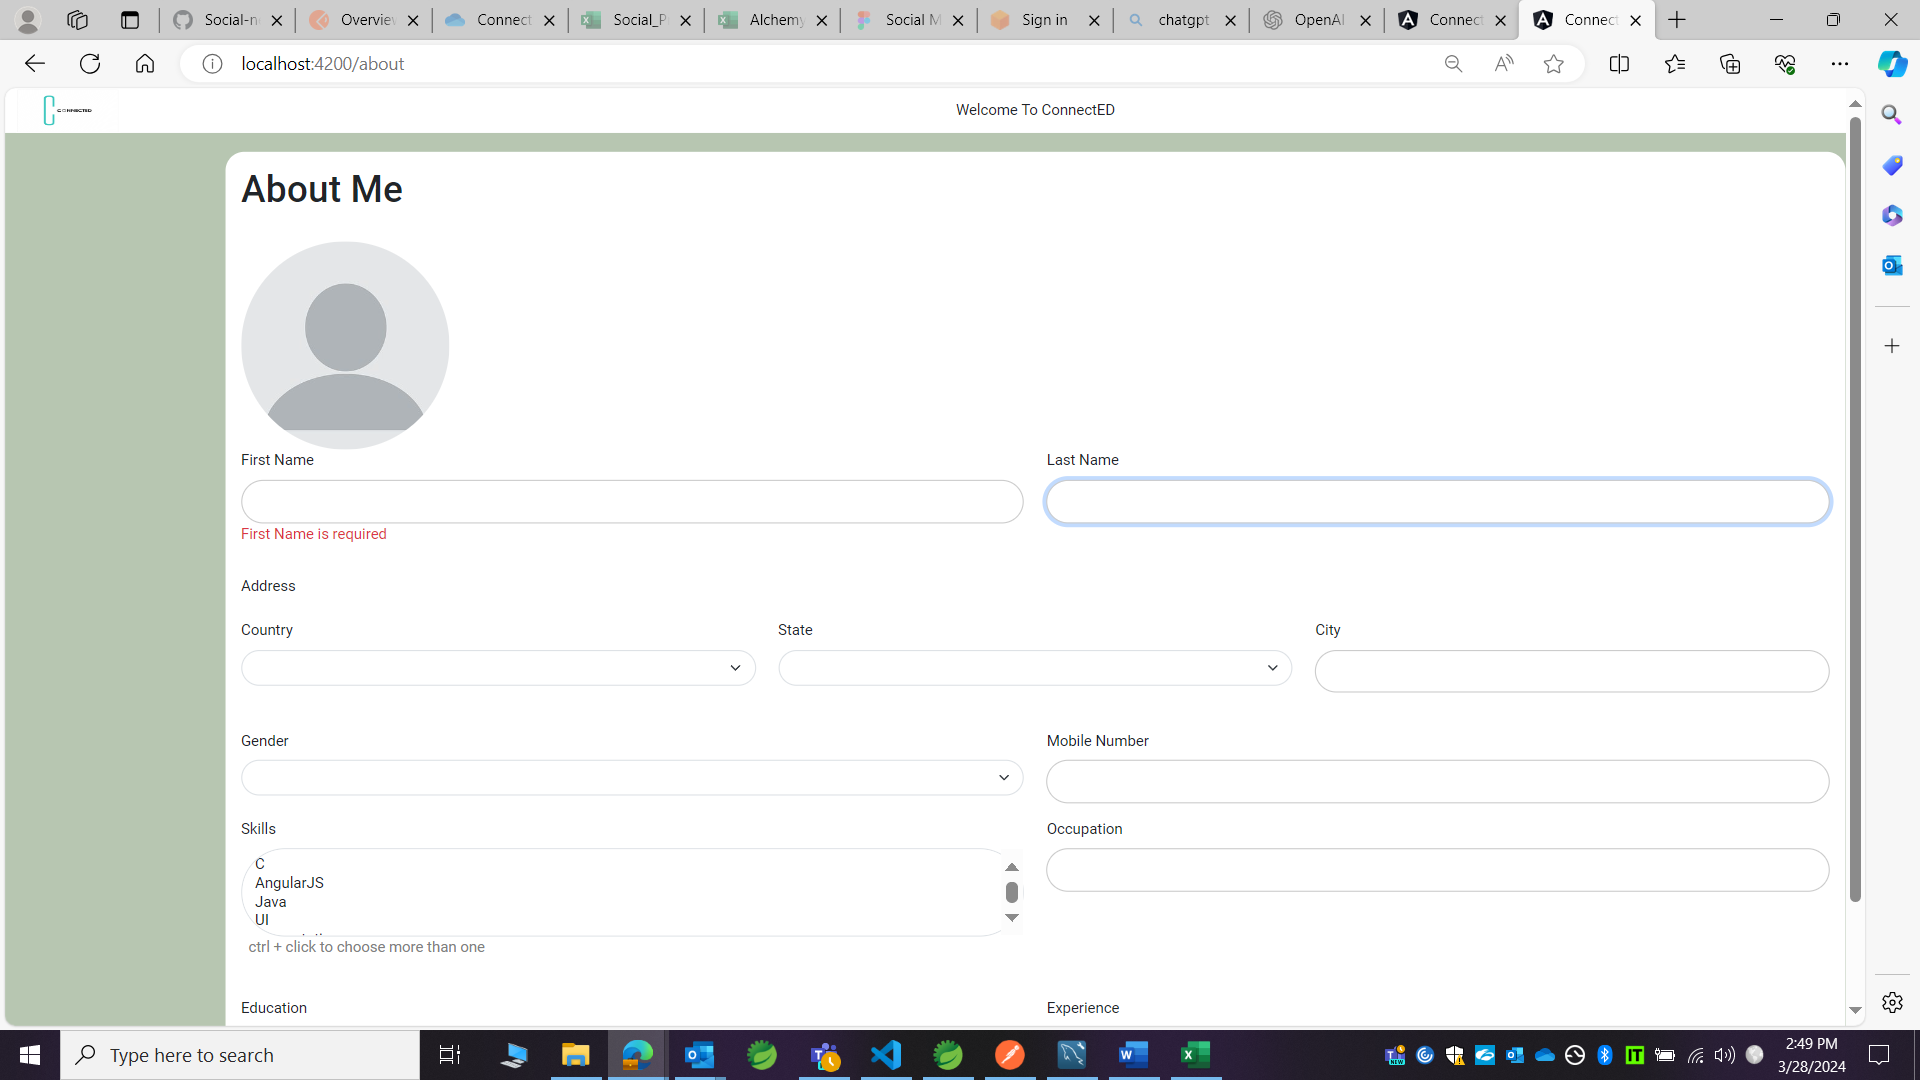 Social-n
Overview
Connect
Social_P
Alchemy
Social M
Sign in
chatgpt
OpenAI
Connect
Connect
localhost:4200/about
Welcome To ConnectED
About Me
First Name
Last Name
First Name is required
Address
Country
State
City
Gender
Mobile Number
Skills
Occupation
C
AngularJS
Java
UI
ctrl + click to choose more than one
Education
Experience
Type here to search
2:49 PM
3/28/2024